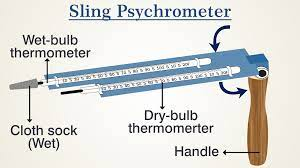 Sling Psychrometer
Wet-bulb
thermometer
Dry-bulb
thermomerter
Cloth sock
(Wet)
Handle